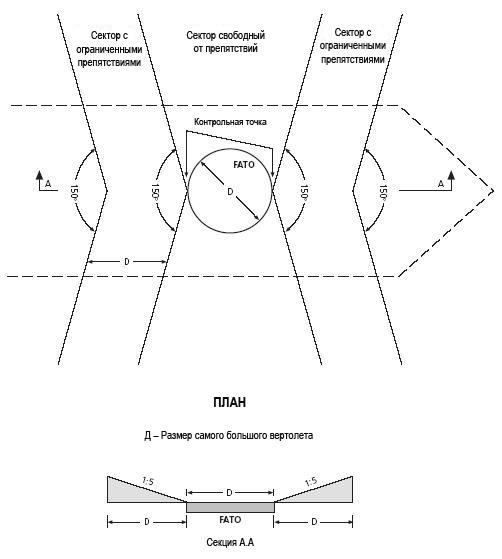 Сектор с
ограниченными
препятствиями
Сектор свободный
от препятствий
Сектор с
ограниченными
препятствиями
Контрольная точка
FATO
D
A
150°
150°
150°
150°
A
D
ПЛАН
Д – Размер самого большого вертолета
1:5
D
1:5
D
FATO
D
Секция А.А